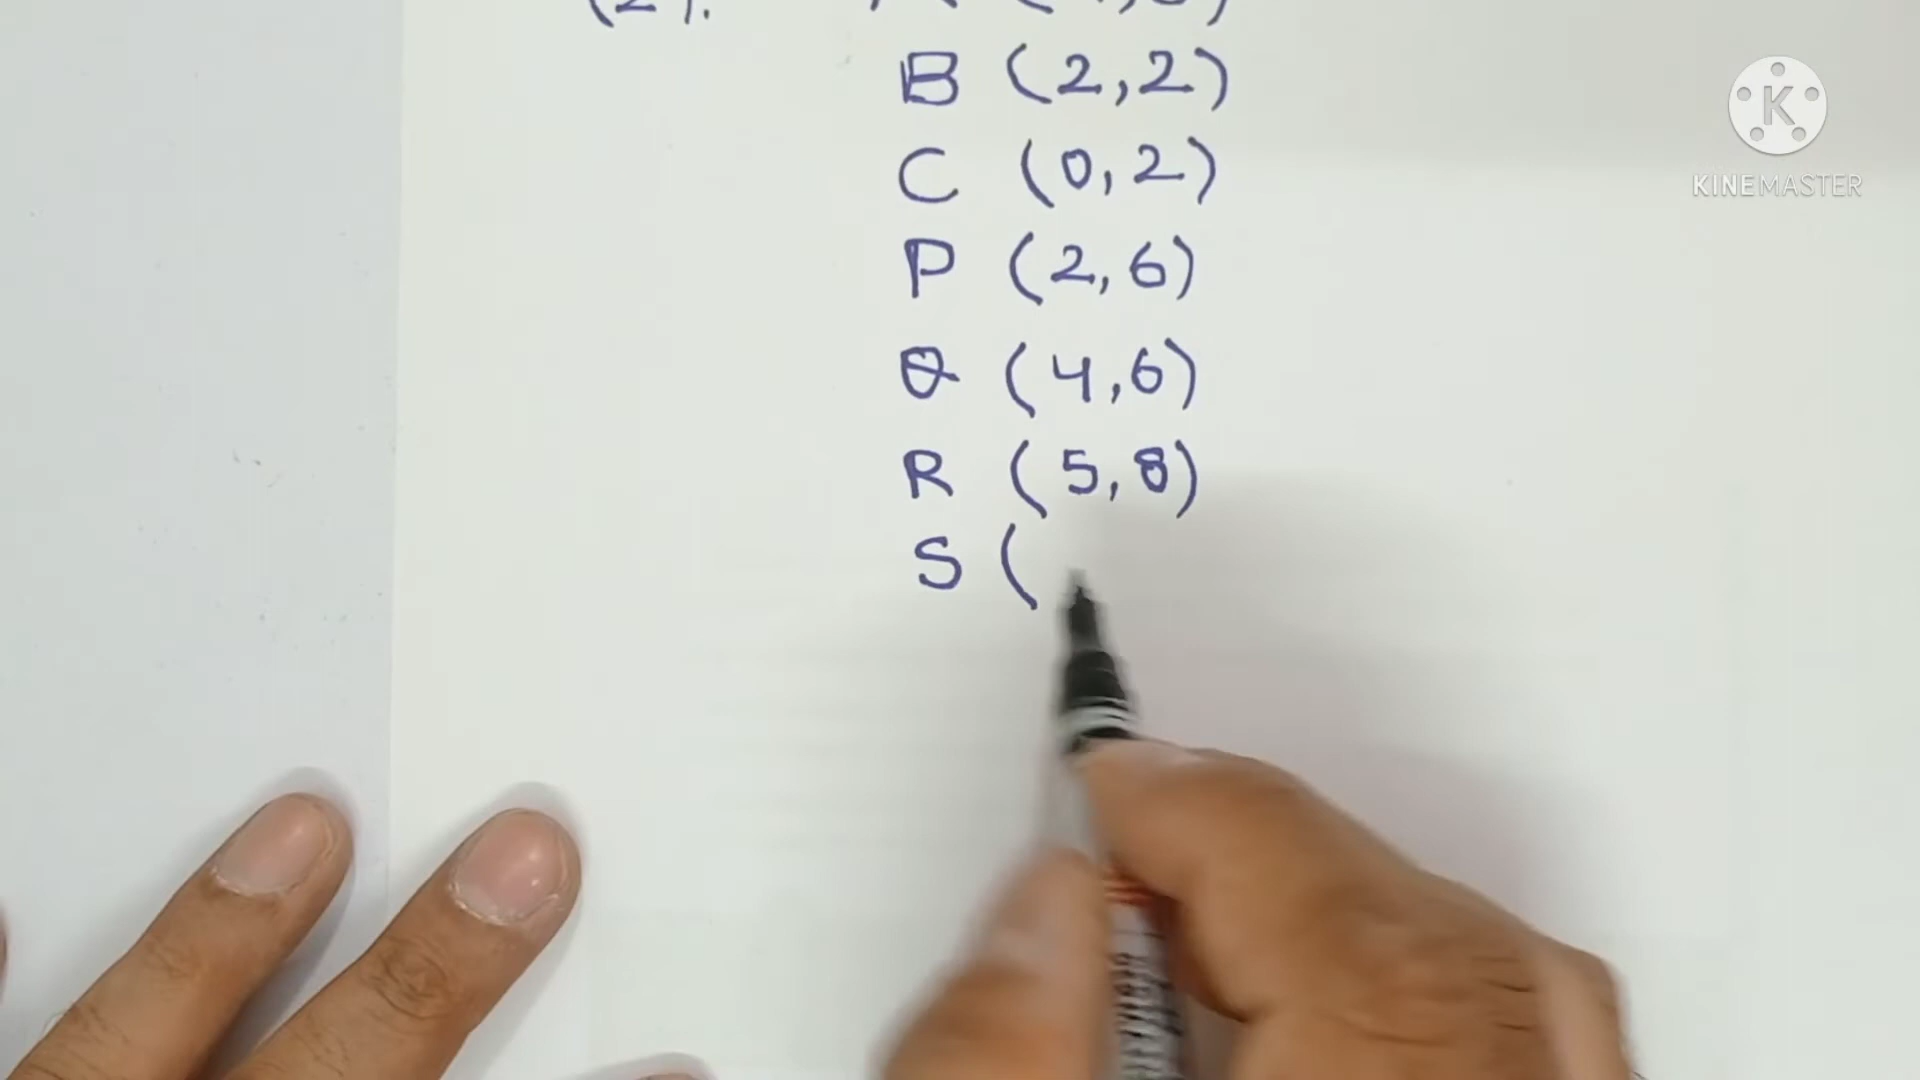 B (2,2)
C (0,2)
P (2,6)
Q (4,6)
R (5,8)
S (
K
KINEMASTER